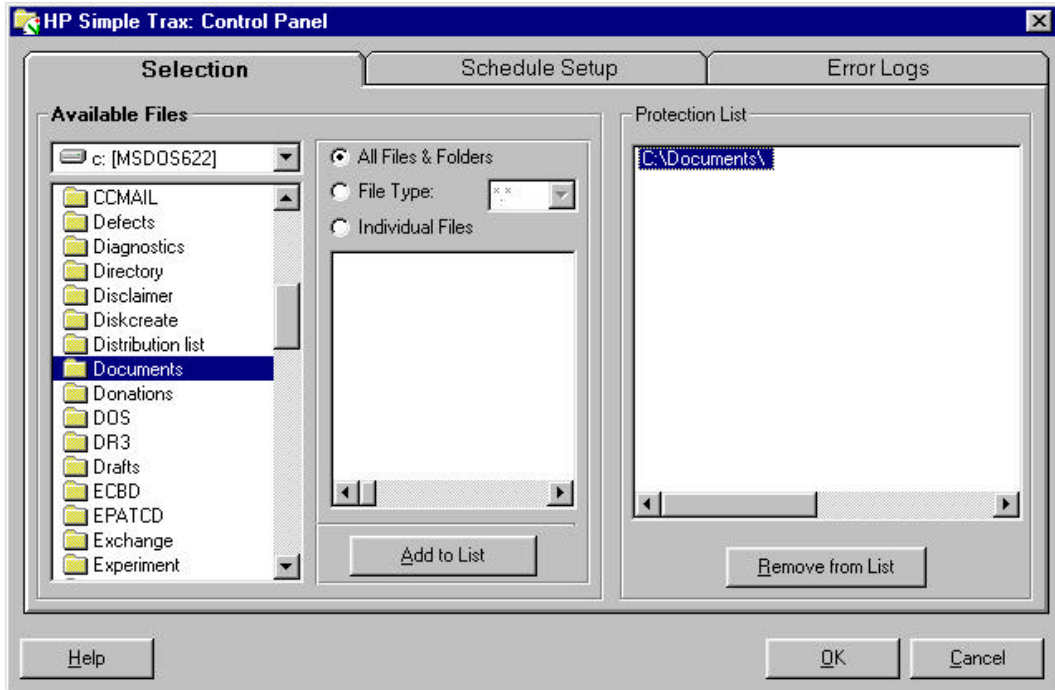 HP Simple Trax: Control Panel
Selection
Schedule Setup
Error Logs
Available Files
c: [MSDOS622]
CCMAIL
Defects
Diagnostics
Directory
Disclaimer
Diskcreate
Distribution list
Documents
Donations
DOS
DR3
Drafts
ECBD
EPATCD
Exchange
Experiment
All Files & Folders
File Type: *.*
Individual Files
Add to List
Protection List
C:\Documents\
Remove from List
Help
OK
Cancel